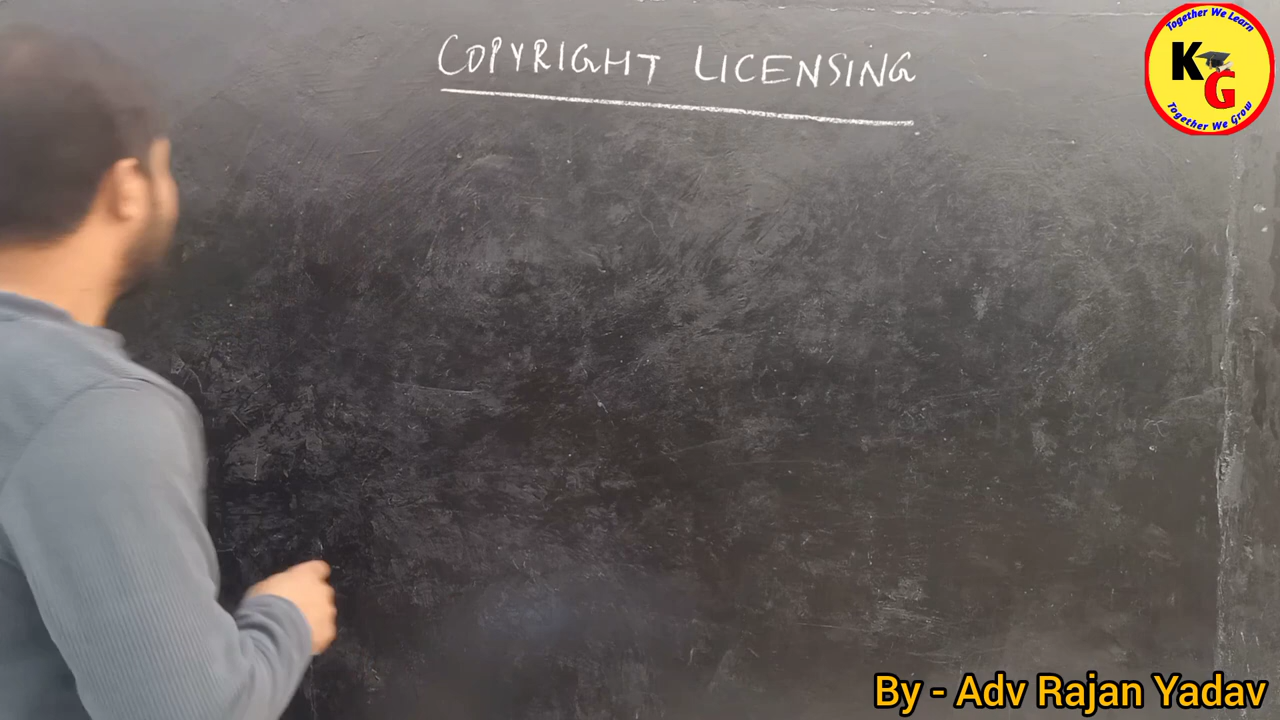 COPYRIGHT LICENSING
Together We Learn
KG
Together We Grow
By - Adv Rajan Yadav